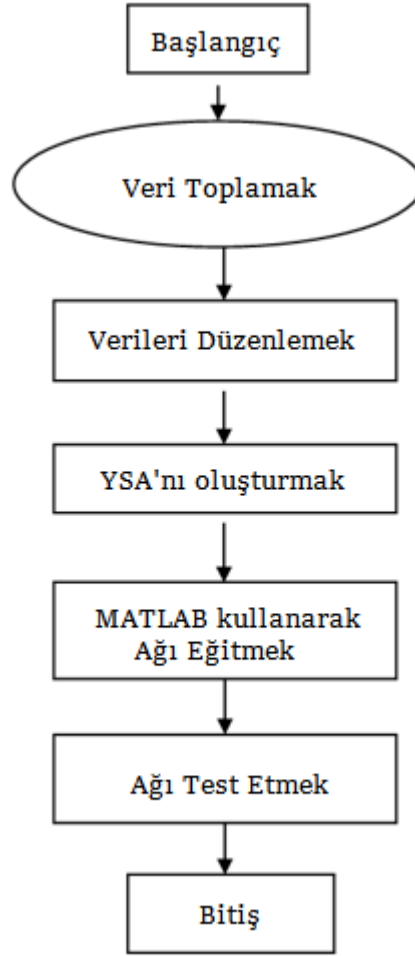 Başlangıç
Veri Toplamak
Verileri Düzenlemek
YSA'nı oluşturmak
MATLAB kullanarak
Ağı Eğitmek
Ağı Test Etmek
Bitiş